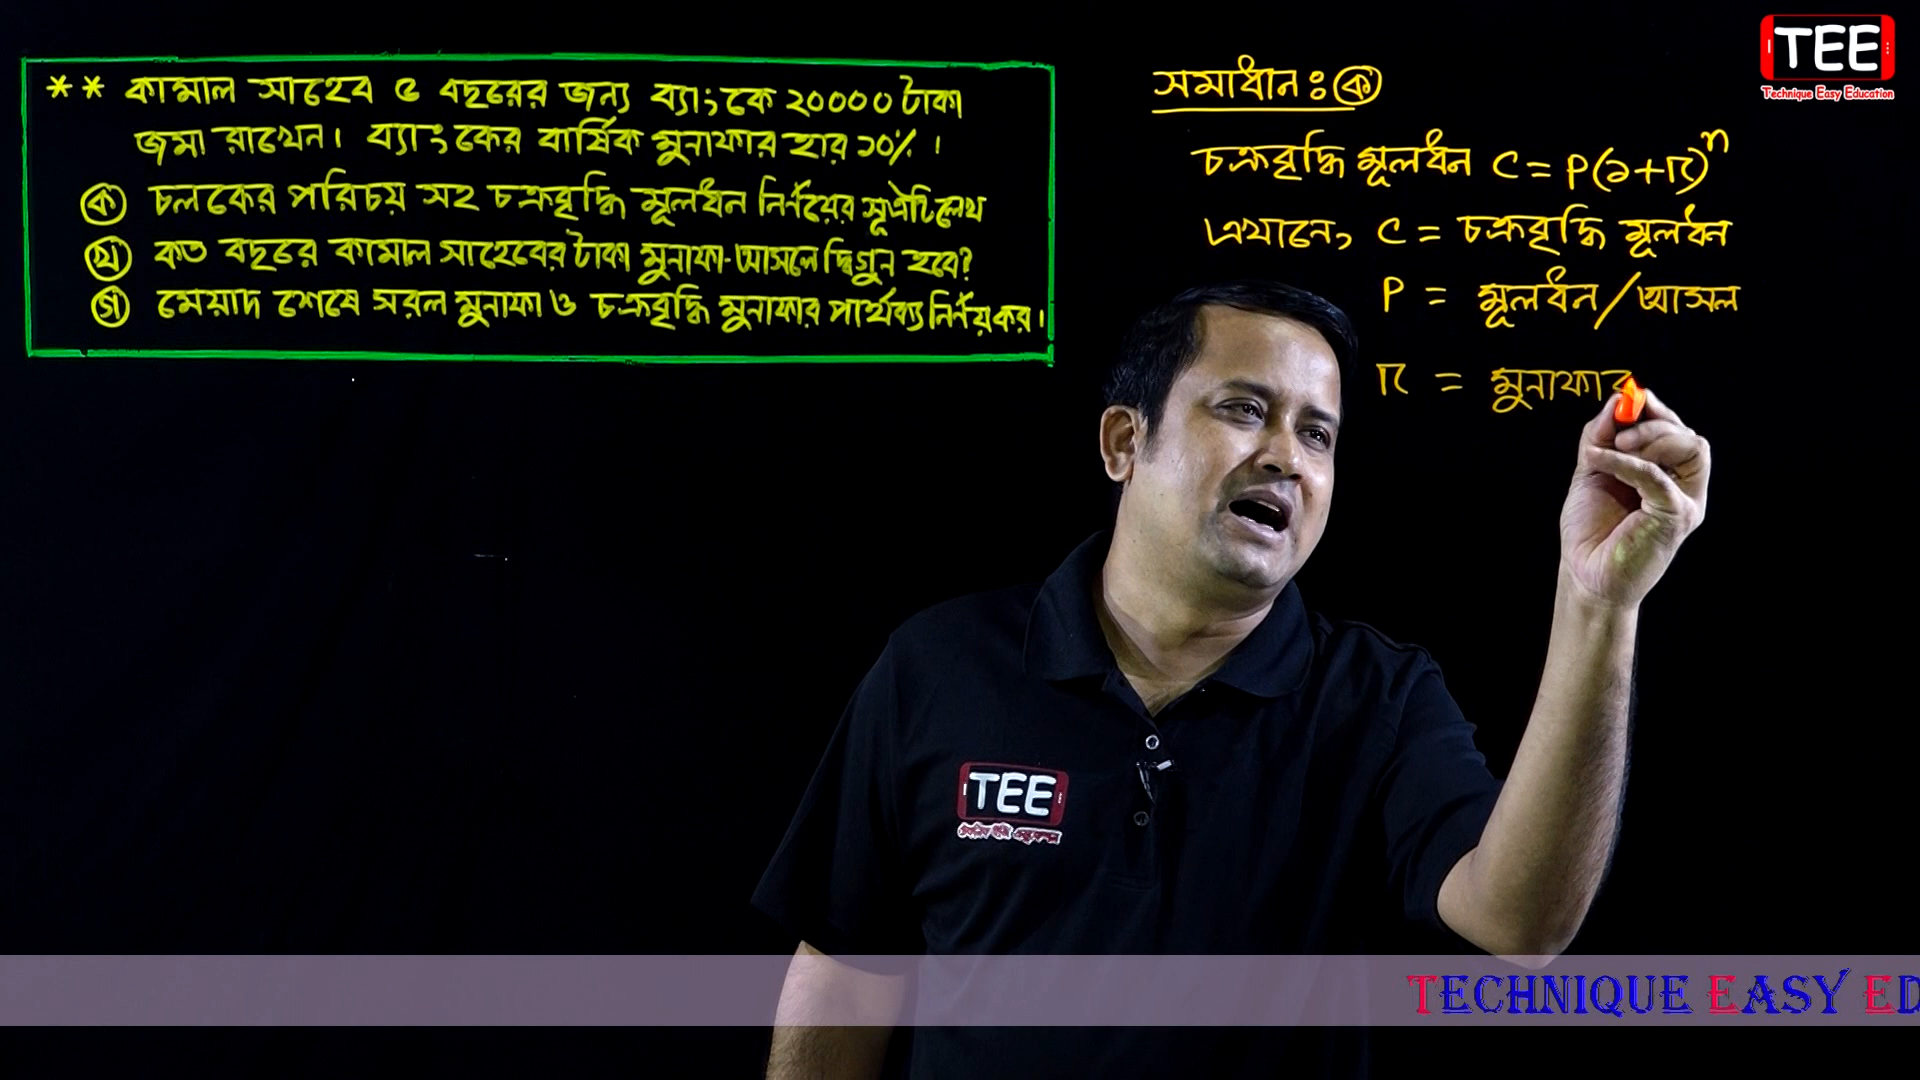 ** কামাল সাহেব ৫ বছরের জন্য ব্যাংকে ২০০০০ টাকা
জমা রাখেন। ব্যাংকের বার্ষিক মুনাফার হার ১০%।
ক চলকের পরিচয় সহ চক্রবৃদ্ধি মূলধন নির্ণয়ের সূত্রটি লেখ
খ কত বছরে কামাল সাহেবের টাকা মুনাফা-আসলে দ্বিগুন হবে?
গ মেয়াদ শেষে সরল মুনাফা ও চক্রবৃদ্ধি মুনাফার পার্থক্য নির্ণয় কর।
সমাধান : ক
চক্রবৃদ্ধি মূলধন C = P(১+r)^n
এখানে, C = চক্রবৃদ্ধি মূলধন
P = মূলধন/আসল
r = মুনাফার
TEE
Technique Easy Education
TEE
TECHNIQUE EASY ED